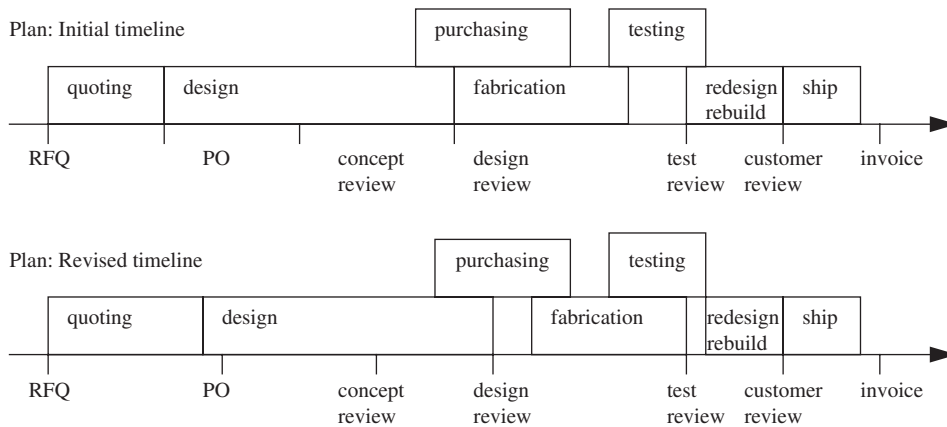 Plan: Initial timeline
purchasing
testing
quoting
design
fabrication
redesign
rebuild
ship
RFQ
PO
concept
review
design
review
test
review
customer
review
invoice
Plan: Revised timeline
purchasing
testing
quoting
design
fabrication
redesign
rebuild
ship
RFQ
PO
concept
review
design
review
test
review
customer
review
invoice